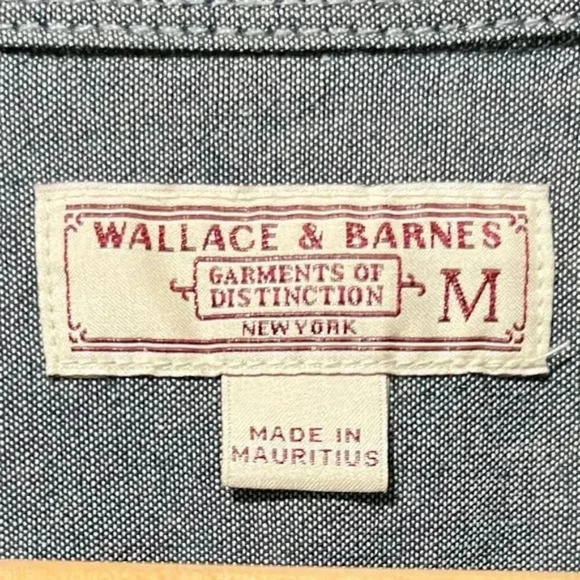 WALLACE & BARNES
GARMENTS OF
DISTINCTION
M
NEW YORK
MADE IN
MAURITIUS